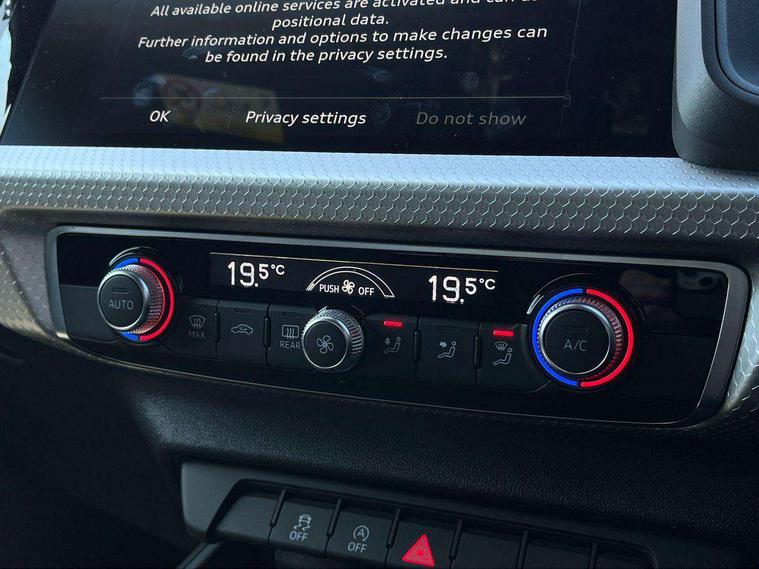 All available online services are activated and can
positional data.
Further information and options to make changes can
be found in the privacy settings.
OK
Privacy settings
Do not show
19.5°C
PUSH OFF
19.5°C
AUTO
MAX
REAR
A/C
OFF
A
OFF